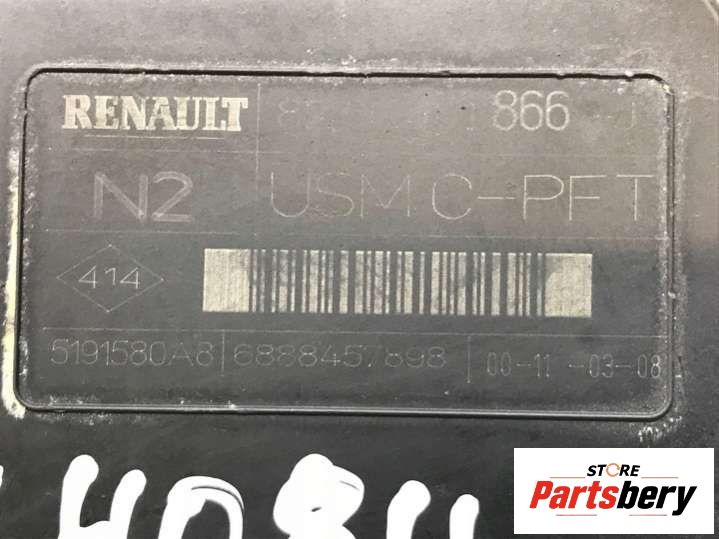 RENAULT 866
N2 USM C-PFT
414
5191580A8 6888457898 00-11 -03-08
STORE
Partsbery